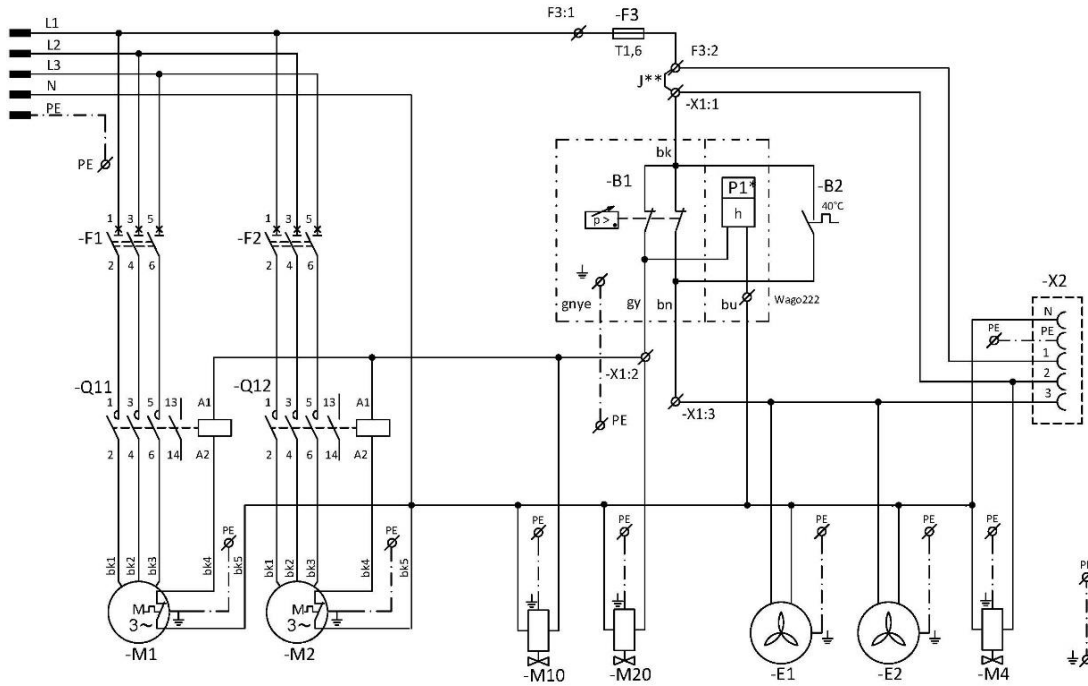 L1
L2
L3
N
PE
PE
F3:1
-F3
T1,6
F3:2
J**
-X1:1
bk
-B1
P1*
-B2
p>
h
40°C
gnye
gy
bn
bu
Wago222
-X2
N
PE
1
2
3
PE
1 3 5
-F1
2 4 6
1 3 5
-F2
2 4 6
-X1:2
-X1:3
PE
-Q11
1 3 5 13 A1
2 4 6 14 A2
-Q12
1 3 5 13 A1
2 4 6 14 A2
bk1
bk2
bk3
bk4
PE
bk5
bk1
bk2
bk3
bk4
PE
bk5
PE
PE
PE
PE
PE
PE
M
3~
-M1
M
3~
-M2
-M10
-M20
-E1
-E2
-M4